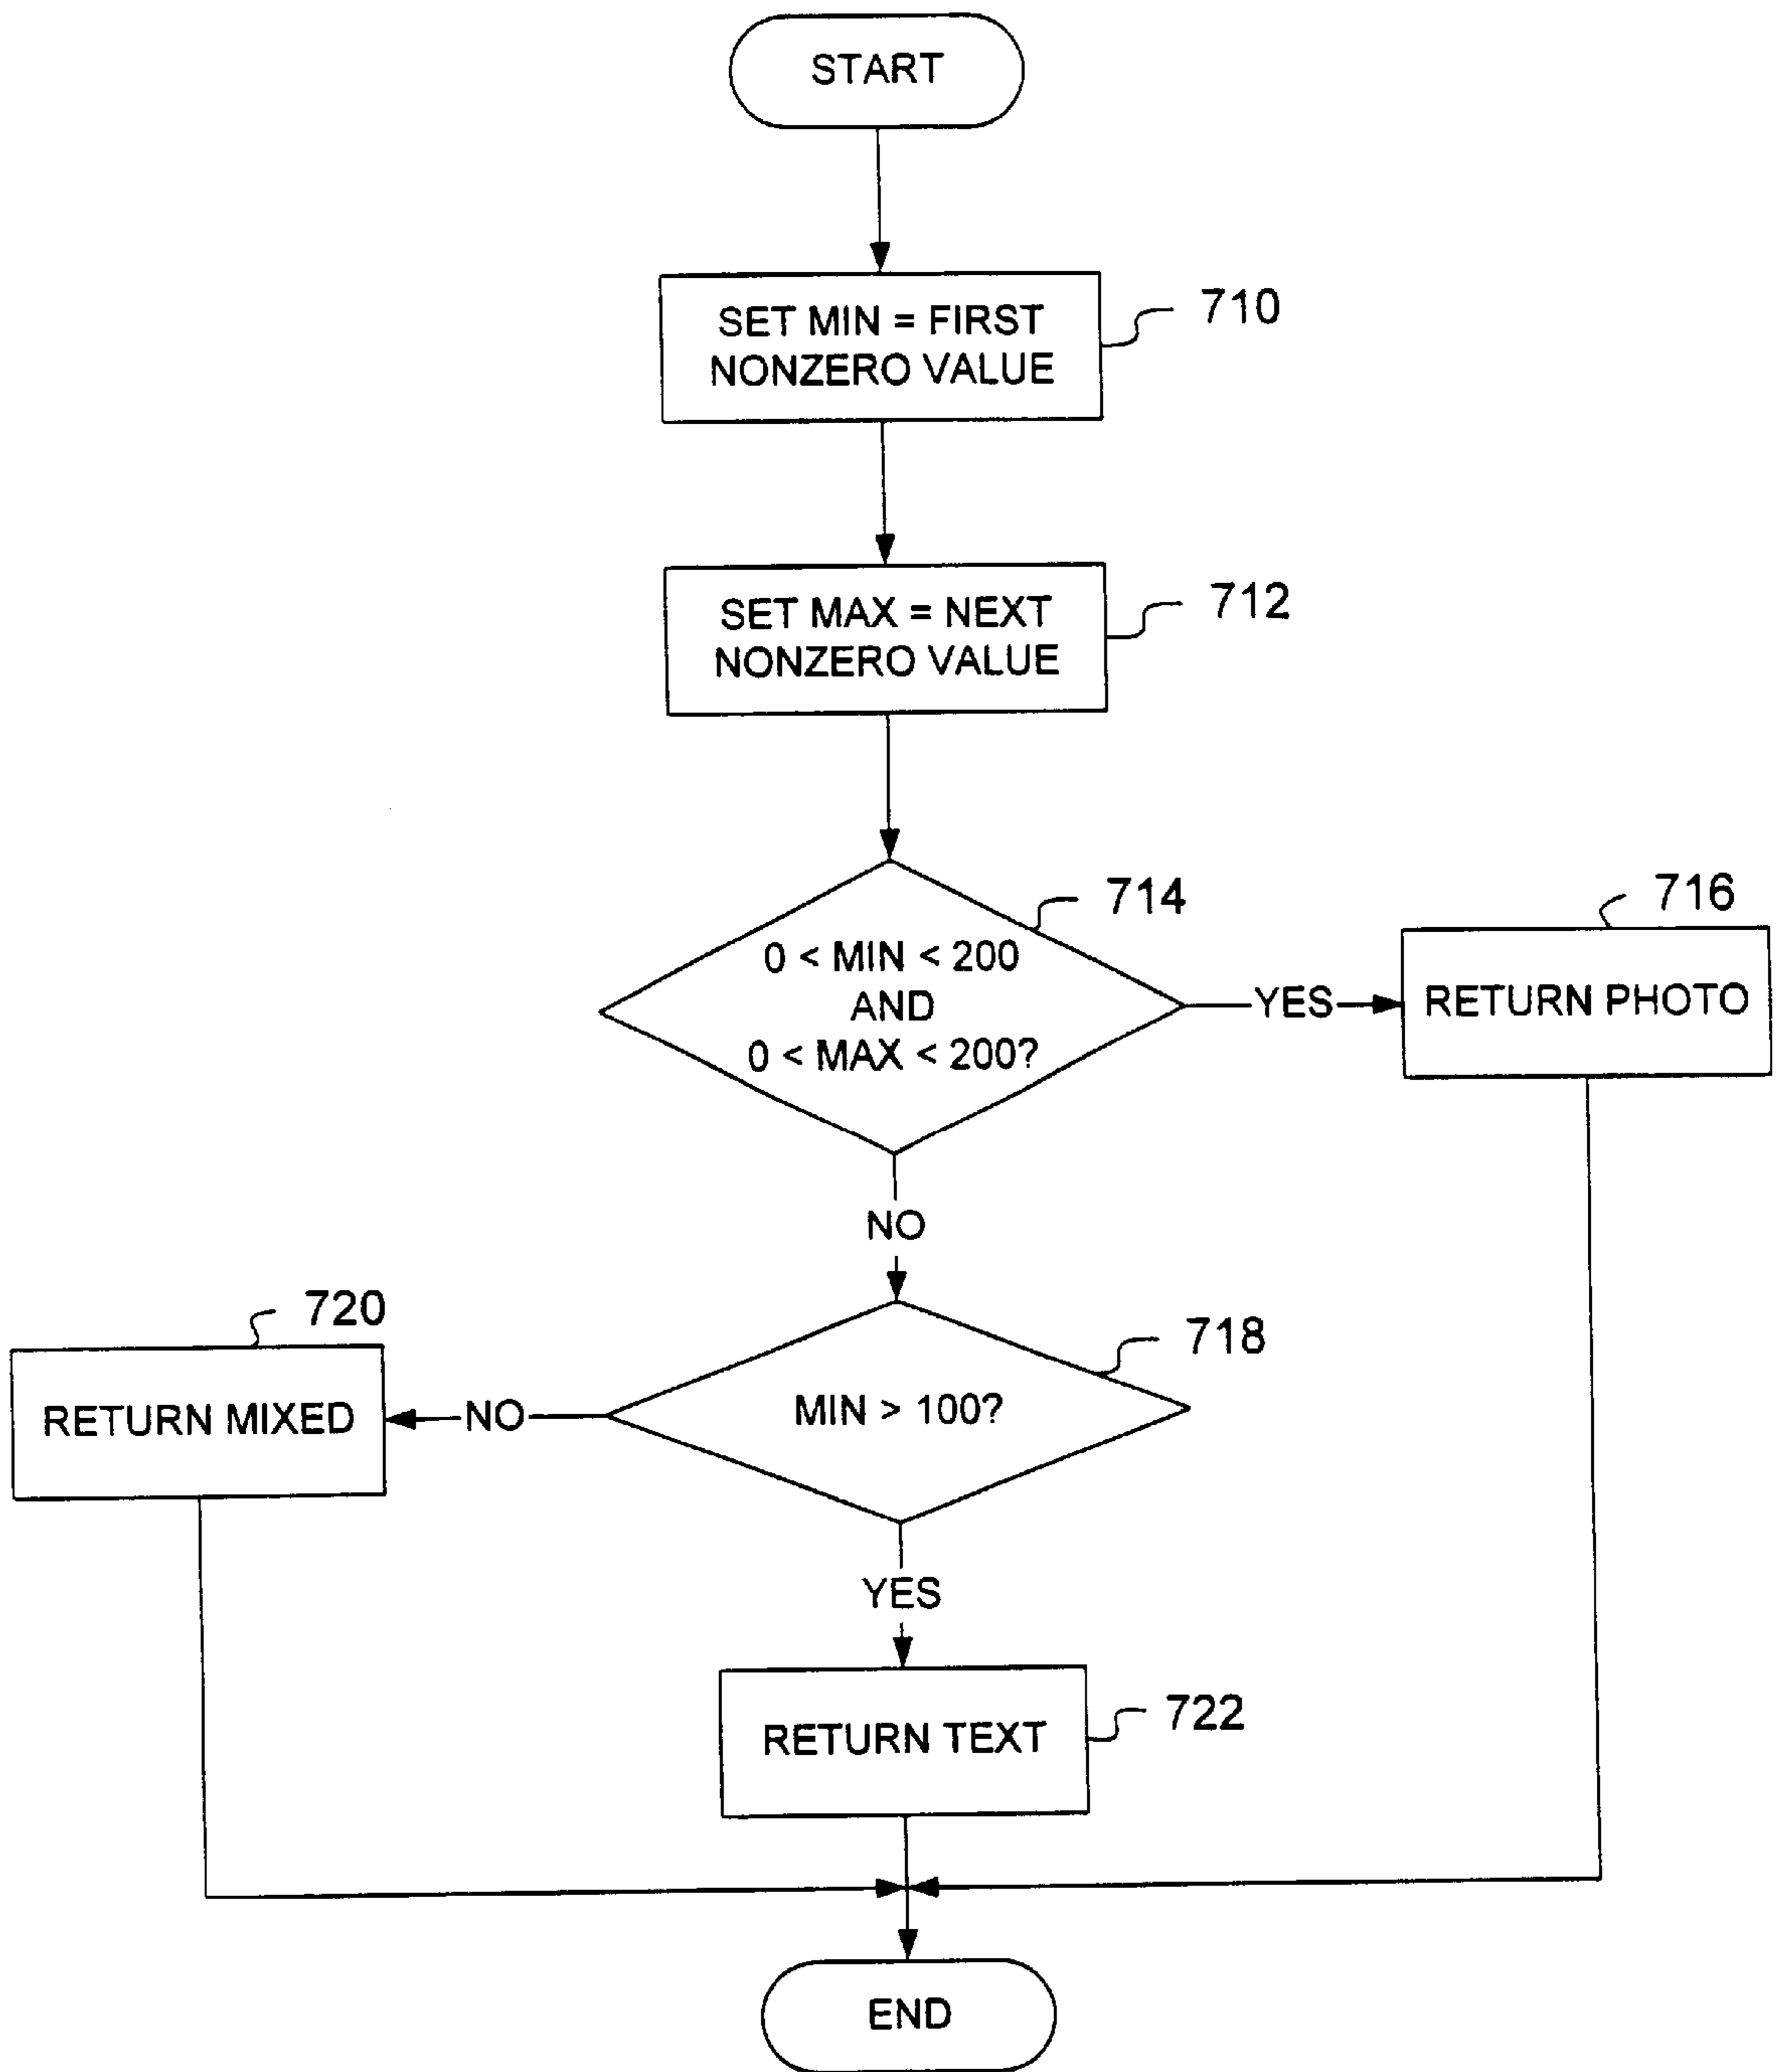 START
SET MIN = FIRST
NONZERO VALUE
710
SET MAX = NEXT
NONZERO VALUE
712
714
0 < MIN < 200
AND
0 < MAX < 200?
YES
716
RETURN PHOTO
NO
720
RETURN MIXED
NO
718
MIN > 100?
YES
RETURN TEXT
722
END